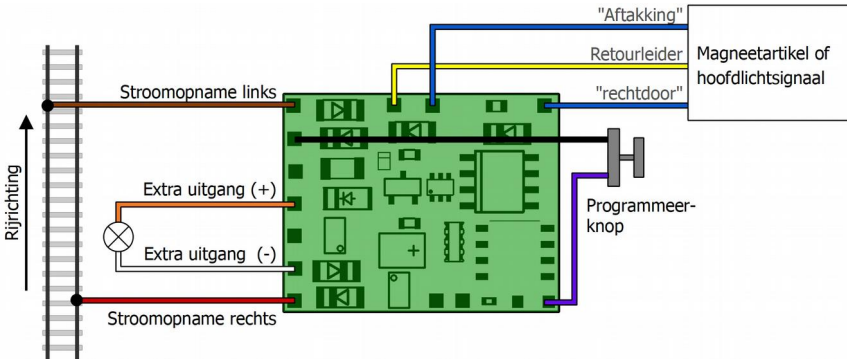 "Aftakking"
Retourleider
"rechtdoor"
Magneetartikel of
hoofdlichtsignaal
Stroomopname links
Rijrichting
Extra uitgang (+)
Extra uitgang (-)
Programmeer-
knop
Stroomopname rechts